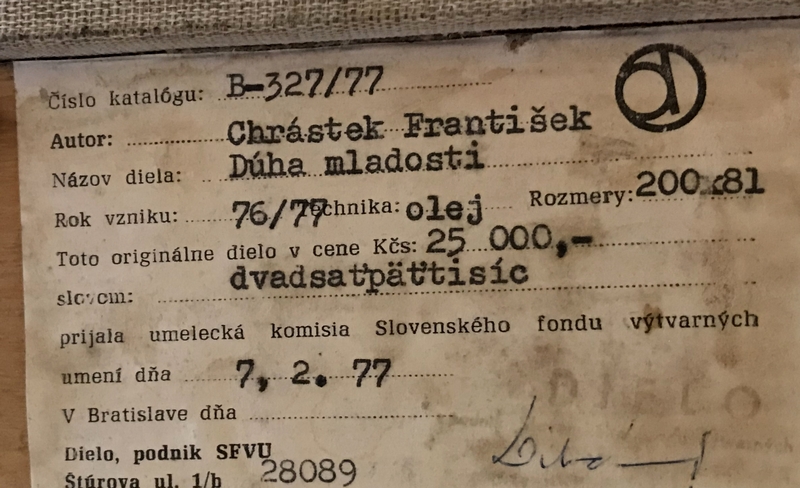 Číslo katalógu: B-327/77
Autor: Chrástek František
Názov diela: Dúha mladosti
Rok vzniku: 76/77 technika: olej Rozmery: 200x81
Toto originálne dielo v cene Kčs: 25 000,-
slovom: dvadsaťpäťtisíc
prijala umelecká komisia Slovenského fondu výtvarných
umení dňa 7, 2. 77
V Bratislave dňa
DIELO
Dielo, podnik SFVU
Štúrova ul. 1/b 28089